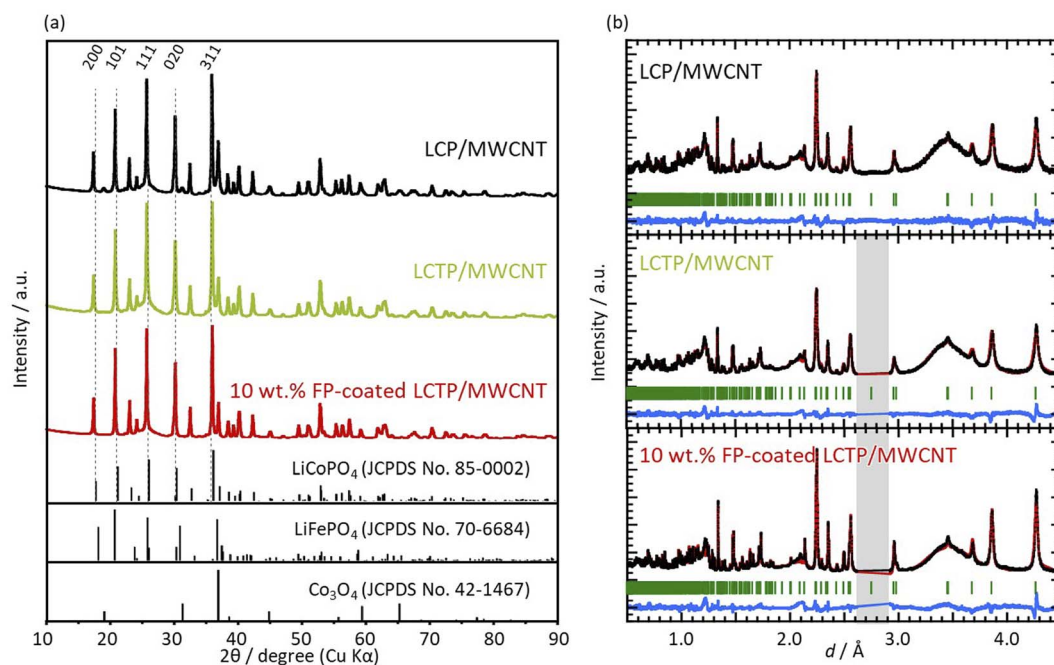 (a)
200
101
111
020
311
LCP/MWCNT
LCTP/MWCNT
10 wt.% FP-coated LCTP/MWCNT
LiCoPO₄ (JCPDS No. 85-0002)
LiFePO₄ (JCPDS No. 70-6684)
Co₃O₄ (JCPDS No. 42-1467)
Intensity / a.u.
10 20 30 40 50 60 70 80 90
2θ / degree (Cu Kα)
(b)
LCP/MWCNT
LCTP/MWCNT
10 wt.% FP-coated LCTP/MWCNT
Intensity / a.u.
1.0 2.0 3.0 4.0
d / Å